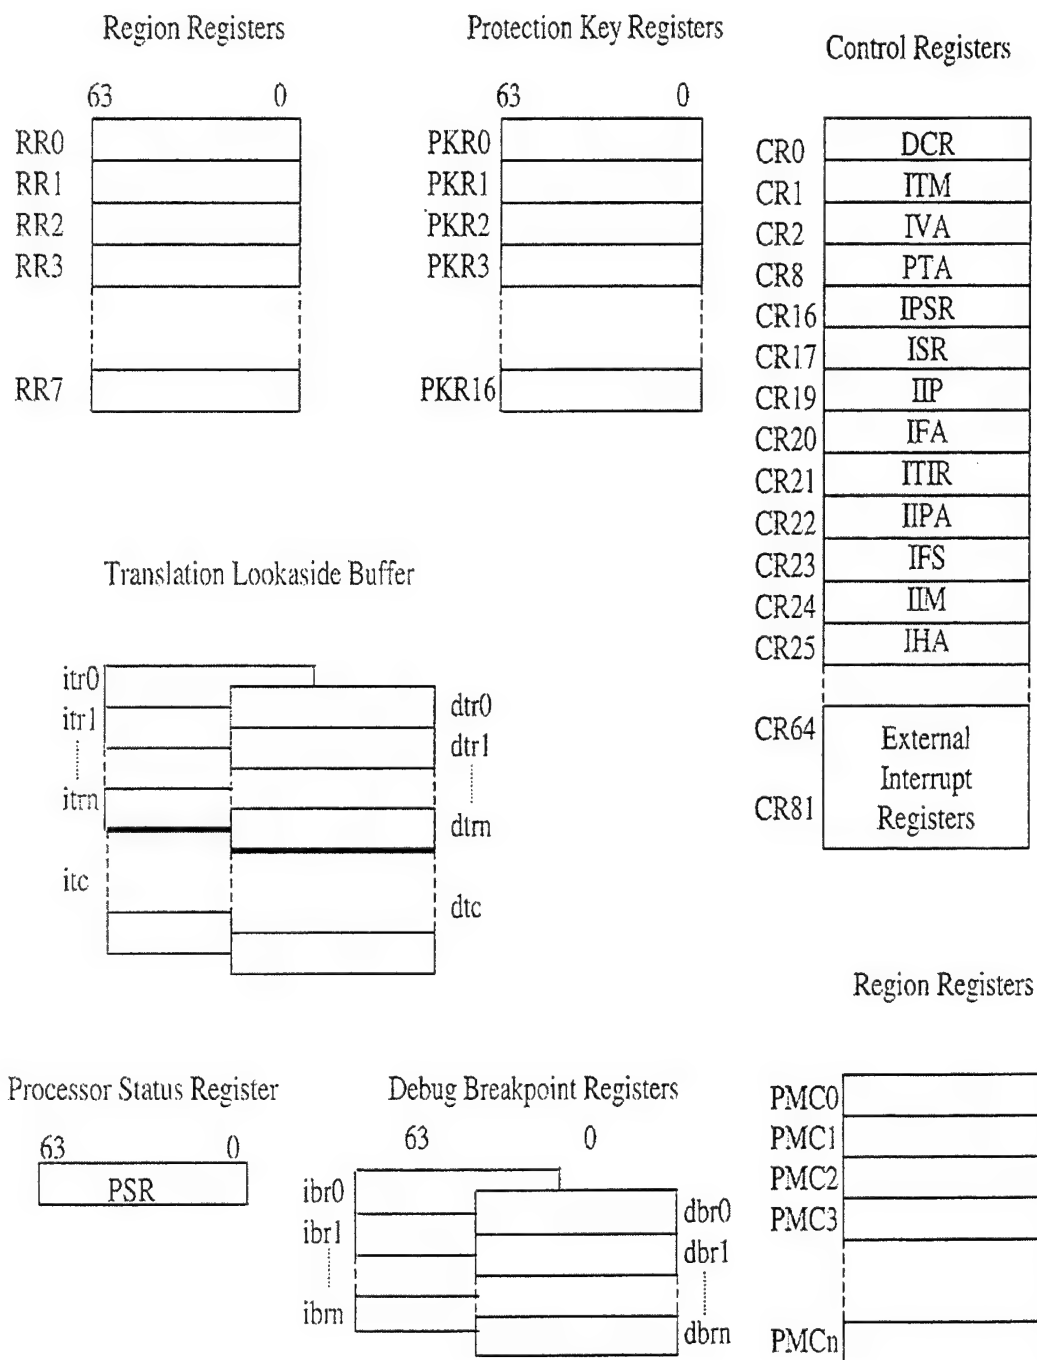 Region Registers
63 0
RR0
RR1
RR2
RR3
RR7
Protection Key Registers
63 0
PKR0
PKR1
PKR2
PKR3
PKR16
Control Registers
CR0 DCR
CR1 ITM
CR2 IVA
CR8 PTA
CR16 IPSR
CR17 ISR
CR19 IIP
CR20 IFA
CR21 ITIR
CR22 IIPA
CR23 IFS
CR24 IIM
CR25 IHA
CR64
CR81
External
Interrupt
Registers
Translation Lookaside Buffer
itr0
itr1
itrn
itc
dtr0
dtr1
dtrn
dtc
Processor Status Register
63 0
PSR
Debug Breakpoint Registers
63 0
ibr0
ibr1
ibrn
dbr0
dbr1
dbrn
Region Registers
PMC0
PMC1
PMC2
PMC3
PMCn